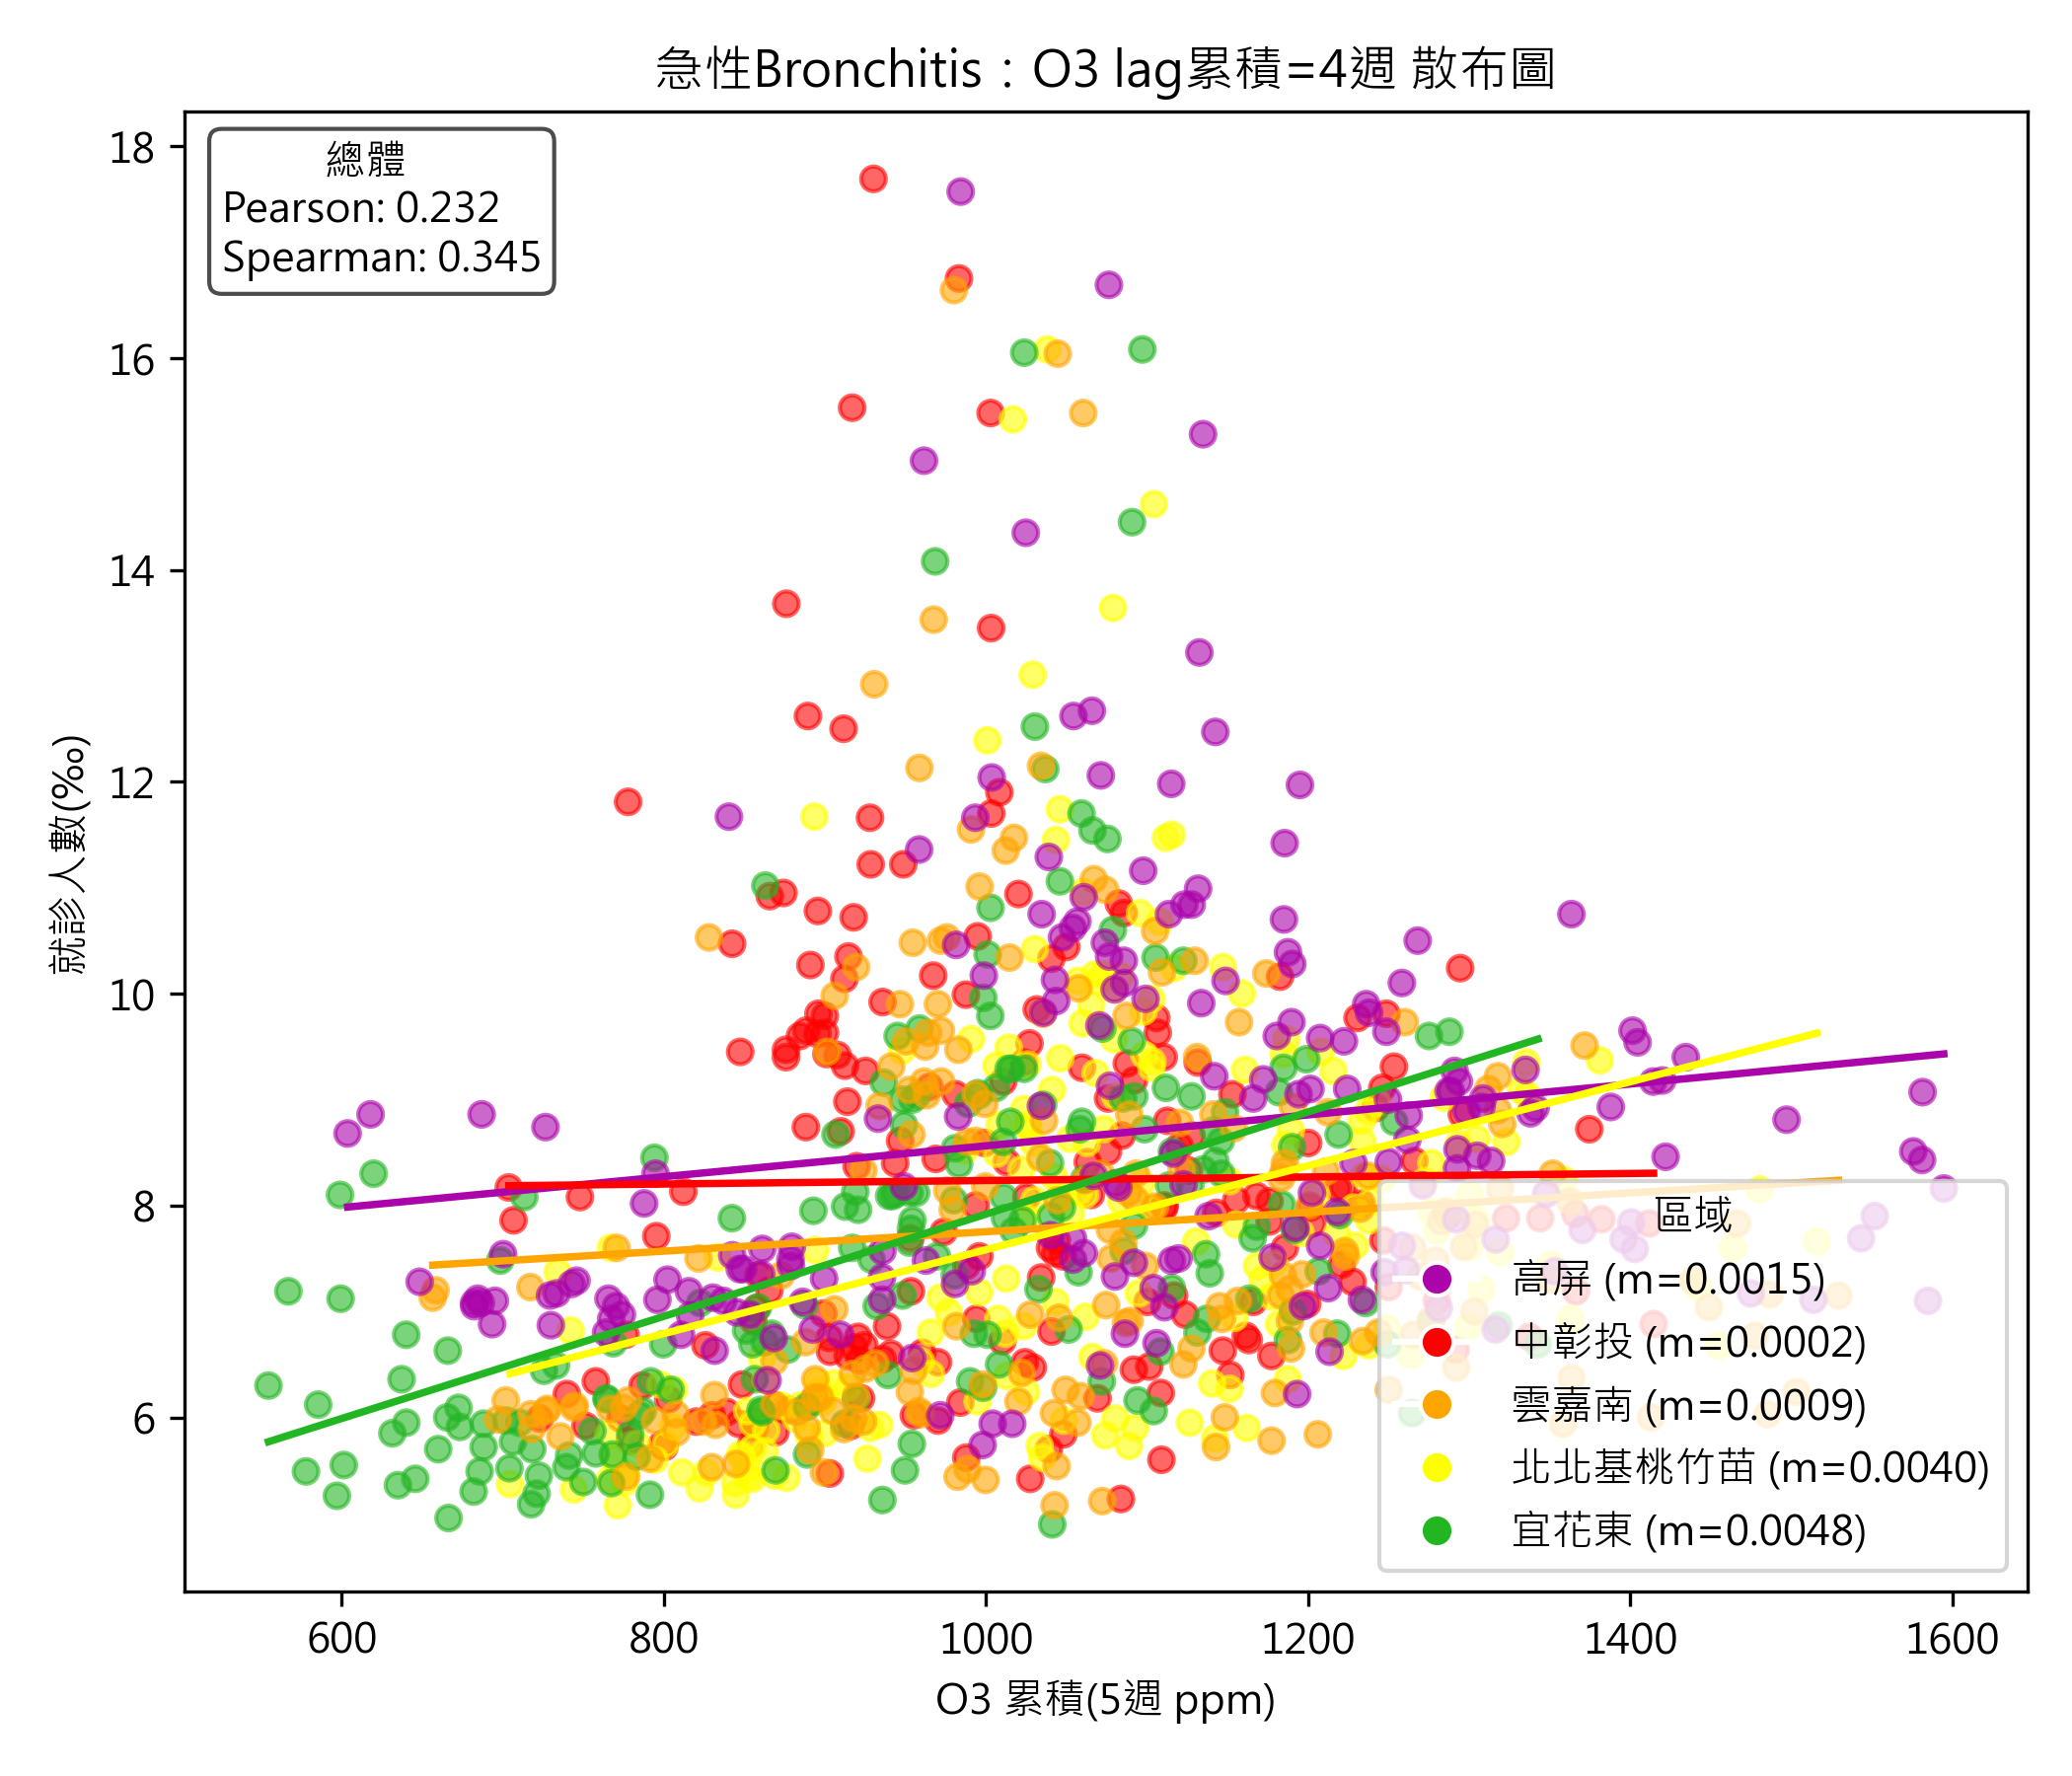 急性Bronchitis：O3 lag累積=4週 散布圖
總體
Pearson: 0.232
Spearman: 0.345
就診人數(‰)
18
16
14
12
10
8
6
600 800 1000 1200 1400 1600
O3 累積(5週 ppm)
區域
高屏 (m=0.0015)
中彰投 (m=0.0002)
雲嘉南 (m=0.0009)
北北基桃竹苗 (m=0.0040)
宜花東 (m=0.0048)